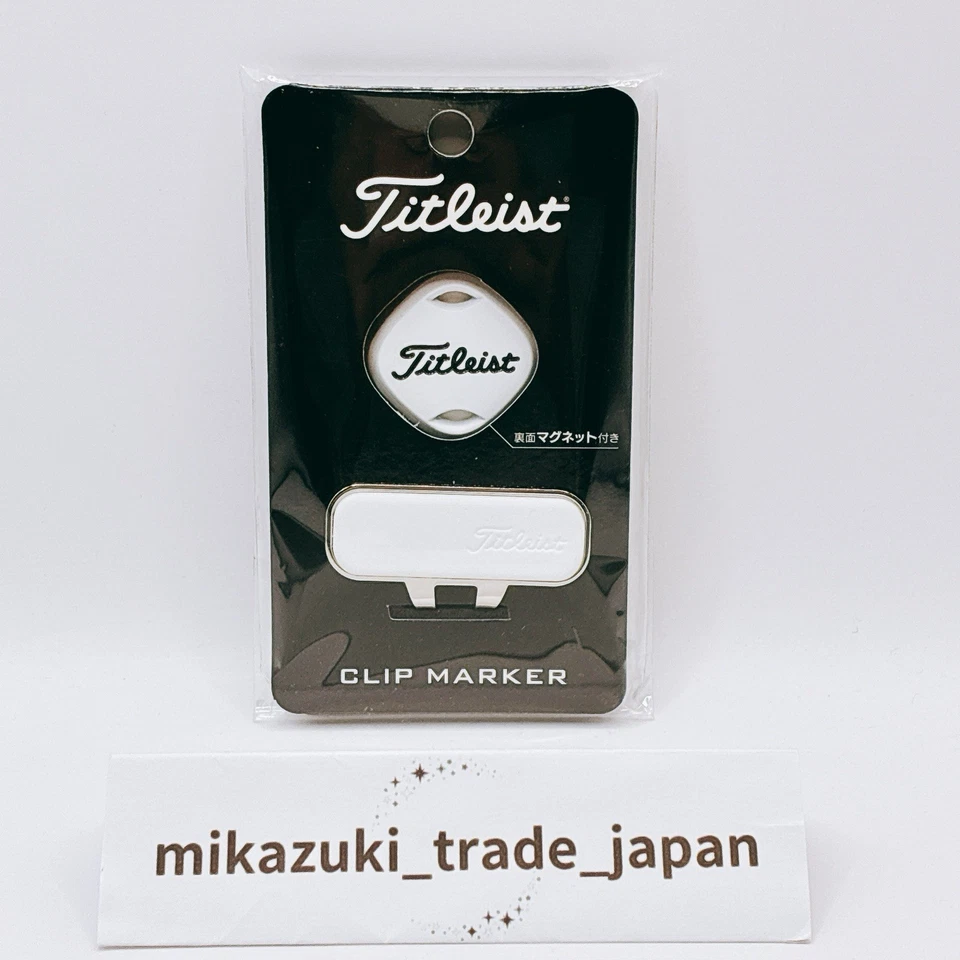 Titleist®
Titleist
裏面マグネット付き
Titleist
CLIP MARKER
mikazuki_trade_japan